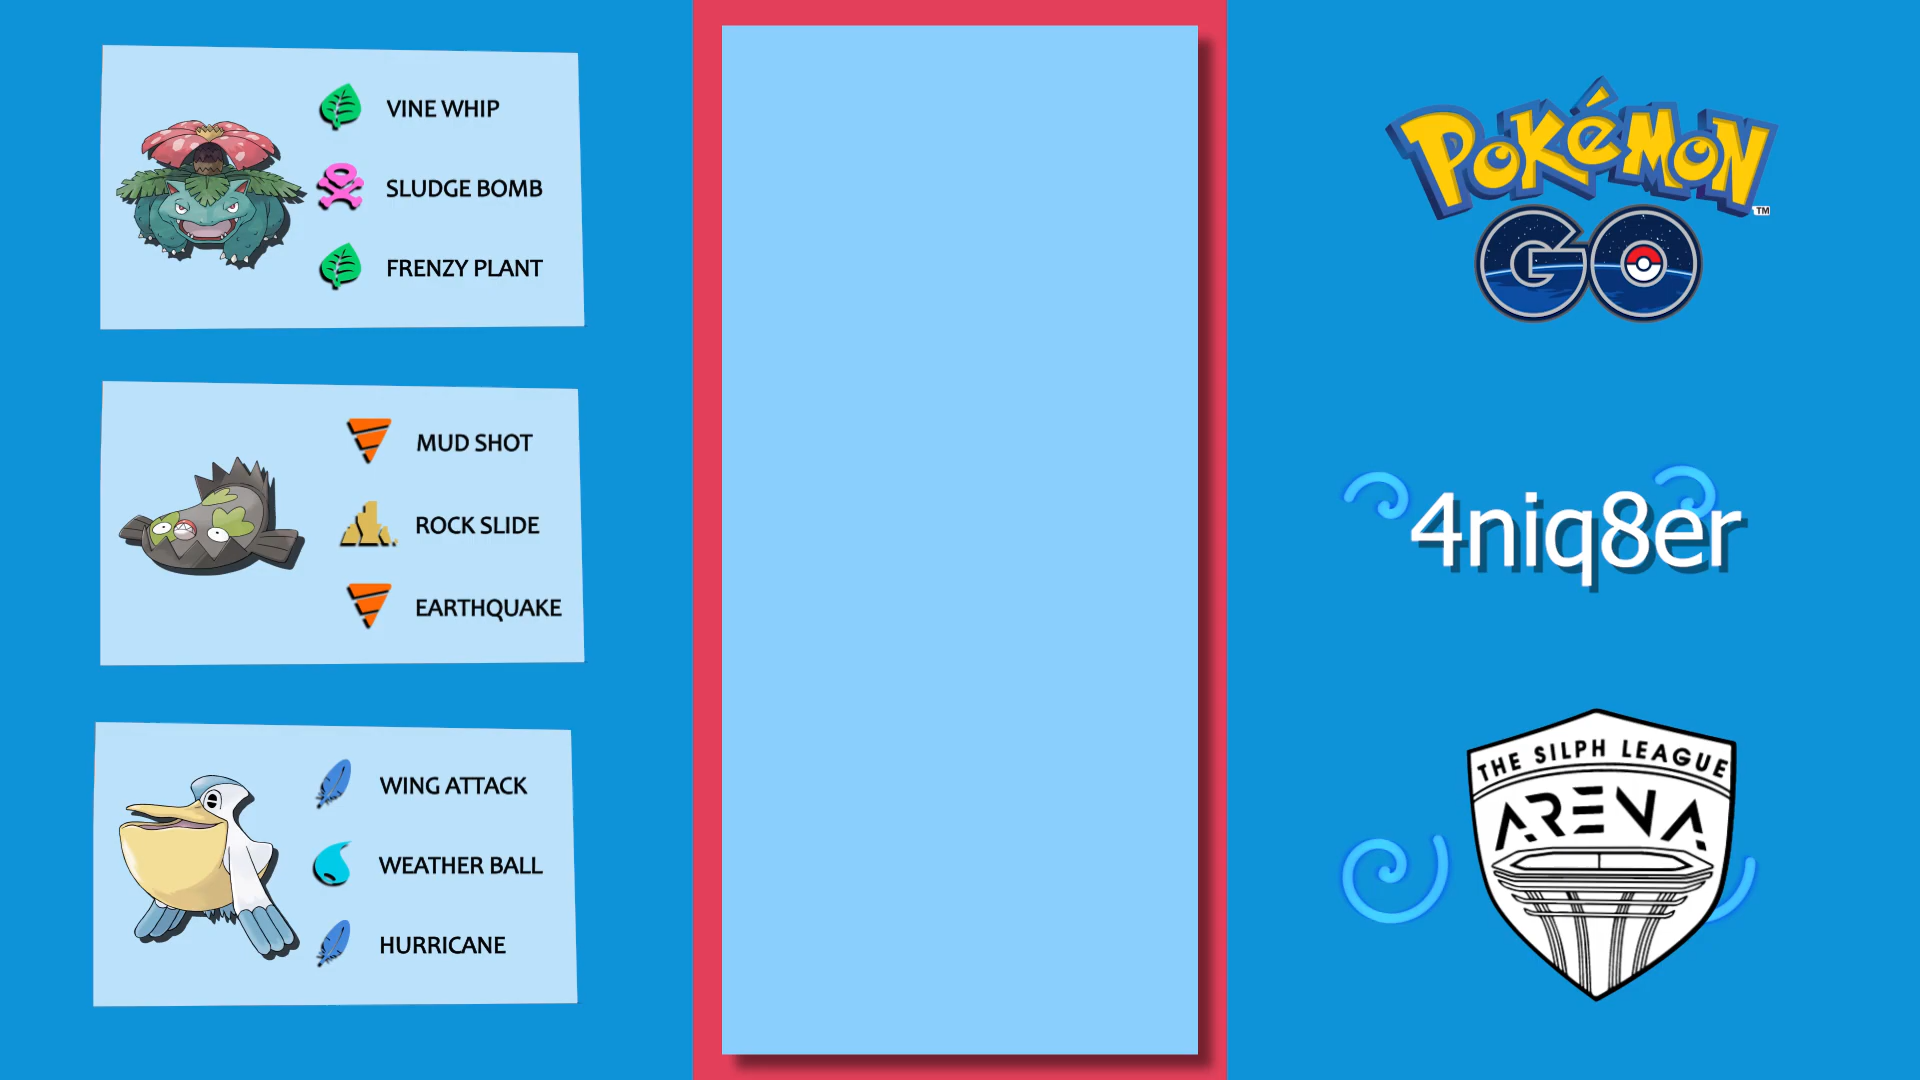 VINE WHIP
SLUDGE BOMB
FRENZY PLANT
MUD SHOT
ROCK SLIDE
EARTHQUAKE
WING ATTACK
WEATHER BALL
HURRICANE
POKéMON
TM
GO
4niq8er
THE SILPH LEAGUE
ARENA